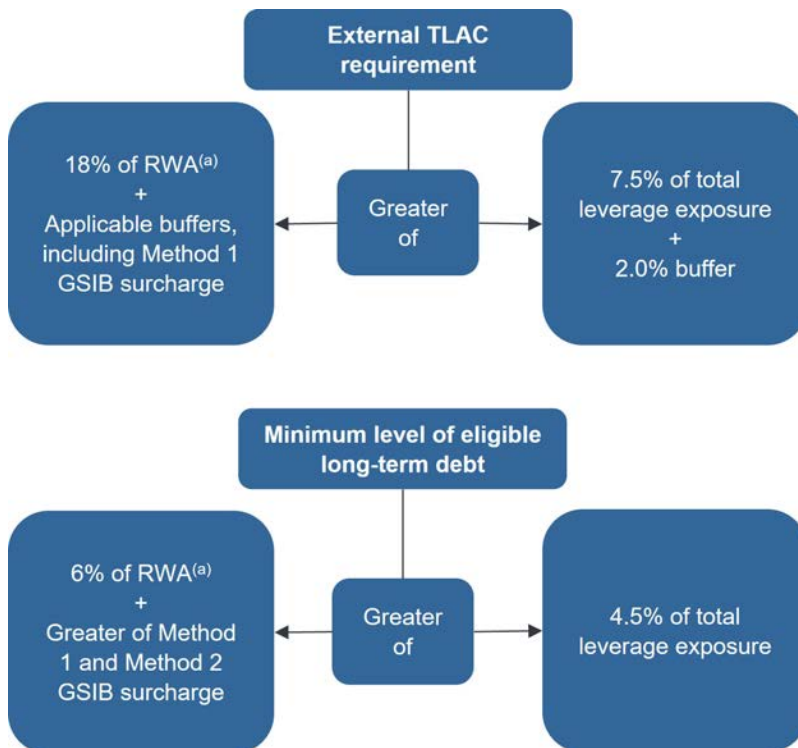 External TLAC
requirement
18% of RWA(a)
+
Applicable buffers,
including Method 1
GSIB surcharge
Greater
of
7.5% of total
leverage exposure
+
2.0% buffer
Minimum level of eligible
long-term debt
6% of RWA(a)
+
Greater of Method
1 and Method 2
GSIB surcharge
Greater
of
4.5% of total
leverage exposure